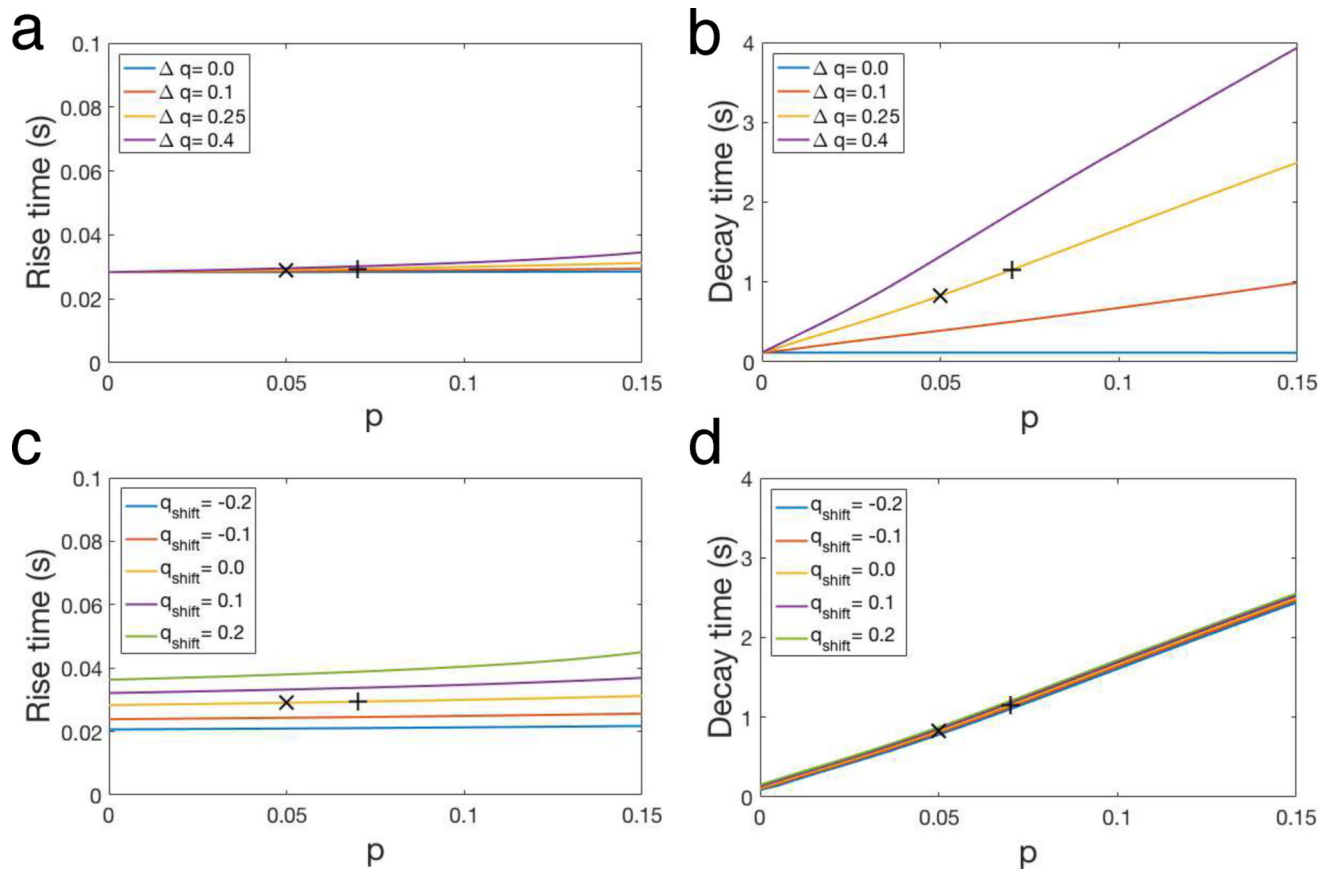 a
0.1
0.08
0.06
0.04
0.02
0
Rise time (s)
Δ q= 0.0
Δ q= 0.1
Δ q= 0.25
Δ q= 0.4
0
0.05
0.1
0.15
p
b
4
3
2
1
0
Decay time (s)
Δ q= 0.0
Δ q= 0.1
Δ q= 0.25
Δ q= 0.4
0
0.05
0.1
0.15
p
c
0.1
0.08
0.06
0.04
0.02
0
Rise time (s)
qshift= -0.2
qshift= -0.1
qshift= 0.0
qshift= 0.1
qshift= 0.2
0
0.05
0.1
0.15
p
d
4
3
2
1
0
Decay time (s)
qshift= -0.2
qshift= -0.1
qshift= 0.0
qshift= 0.1
qshift= 0.2
0
0.05
0.1
0.15
p